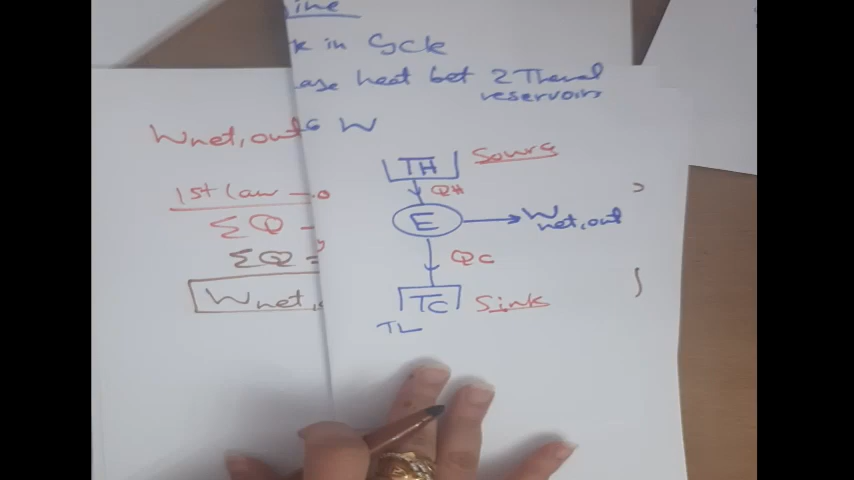 ine
k in Cycle
ase heat bet 2 Thermal
reservoirs
W
TH Source
QH
E
Wnet,out
QC
TC Sink
TL
Wnet,out
1st law
ΣQ
ΣQ =
Wnet,